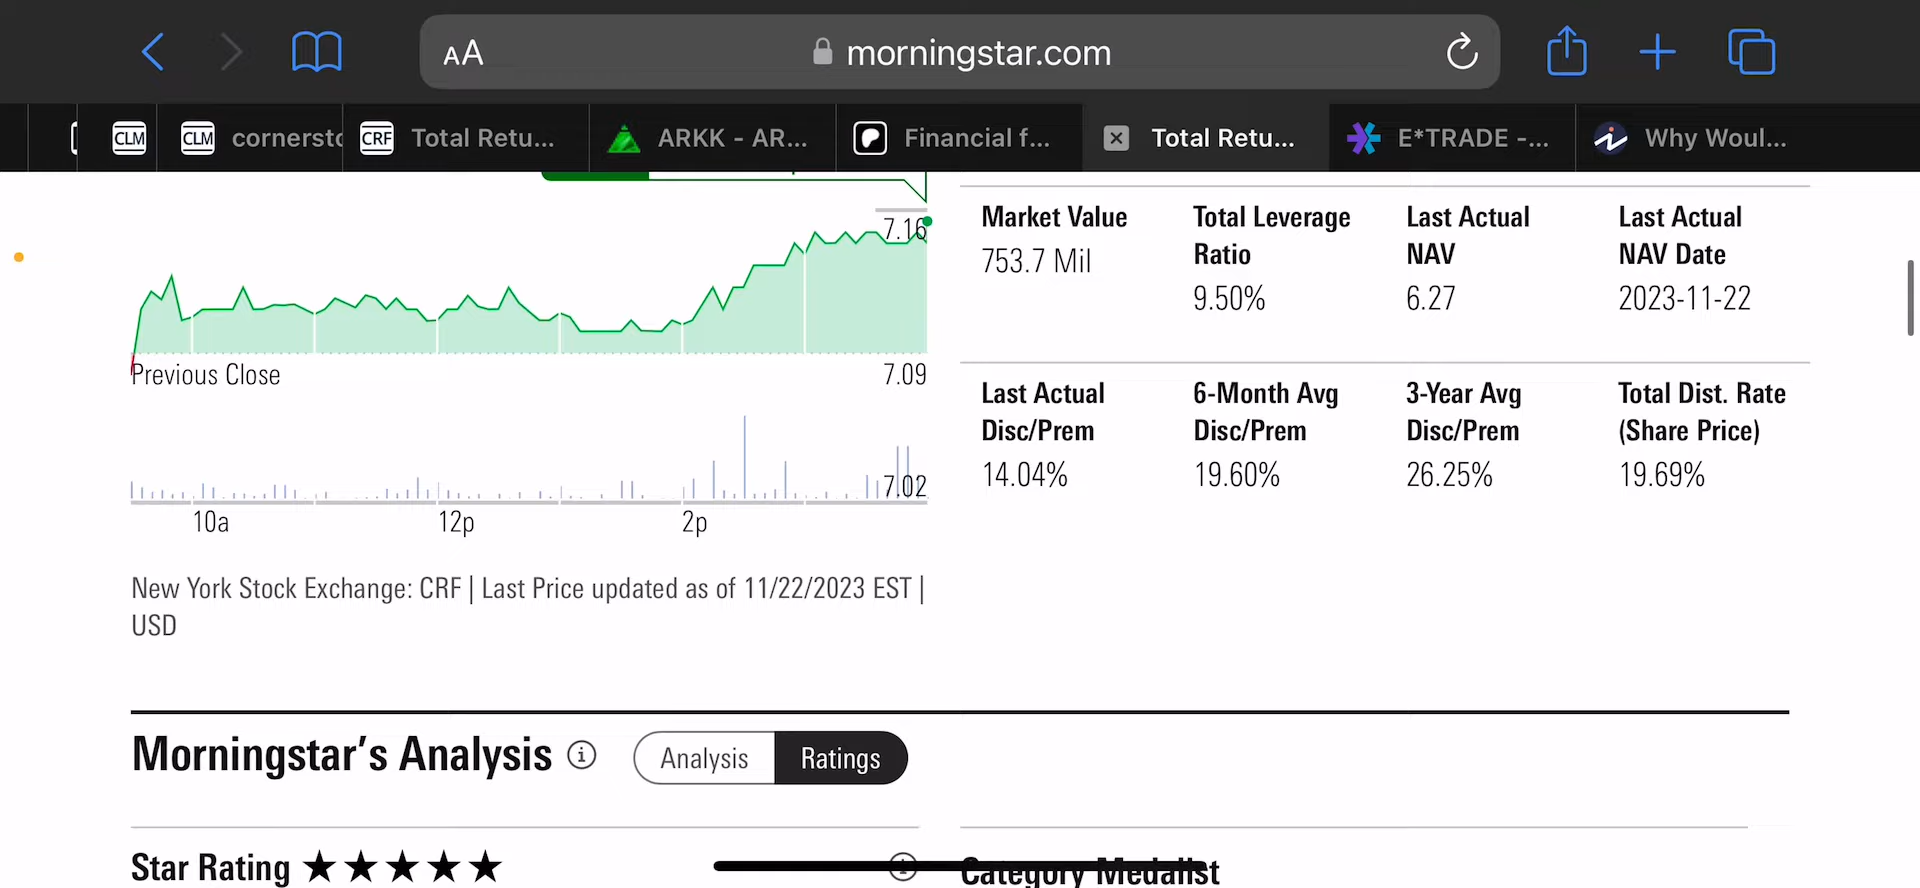 AA
morningstar.com
CLM
CLM cornerstc
CRF Total Retu...
ARKK - AR...
Financial f...
Total Retu...
E*TRADE -...
Why Woul...
7.16
Previous Close
7.09
7.02
10a 12p 2p
New York Stock Exchange: CRF | Last Price updated as of 11/22/2023 EST |
USD
Market Value
753.7 Mil
Total Leverage
Ratio
9.50%
Last Actual
NAV
6.27
Last Actual
NAV Date
2023-11-22
Last Actual
Disc/Prem
14.04%
6-Month Avg
Disc/Prem
19.60%
3-Year Avg
Disc/Prem
26.25%
Total Dist. Rate
(Share Price)
19.69%
Morningstar's Analysis
Analysis
Ratings
Star Rating ★★★★★
Category Medalist